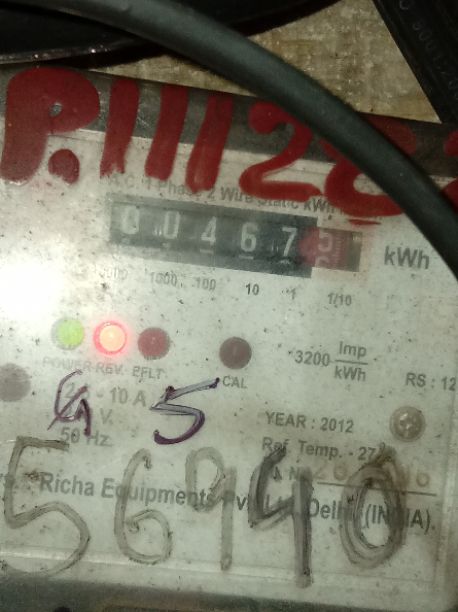 P.11128
A.C. 1 Phase 2 Wire Static kWh
0 0 4 6 7 5 kWh
1000 100 10 1 1/10
POWER REV. EFLT CAL
3200 Imp/kWh
RS : 12
- 10 A
V.
50 Hz.
5
YEAR : 2012
Ref. Temp. - 27
56940
Richa Equipments Pvt. Ltd. Delhi (INDIA).